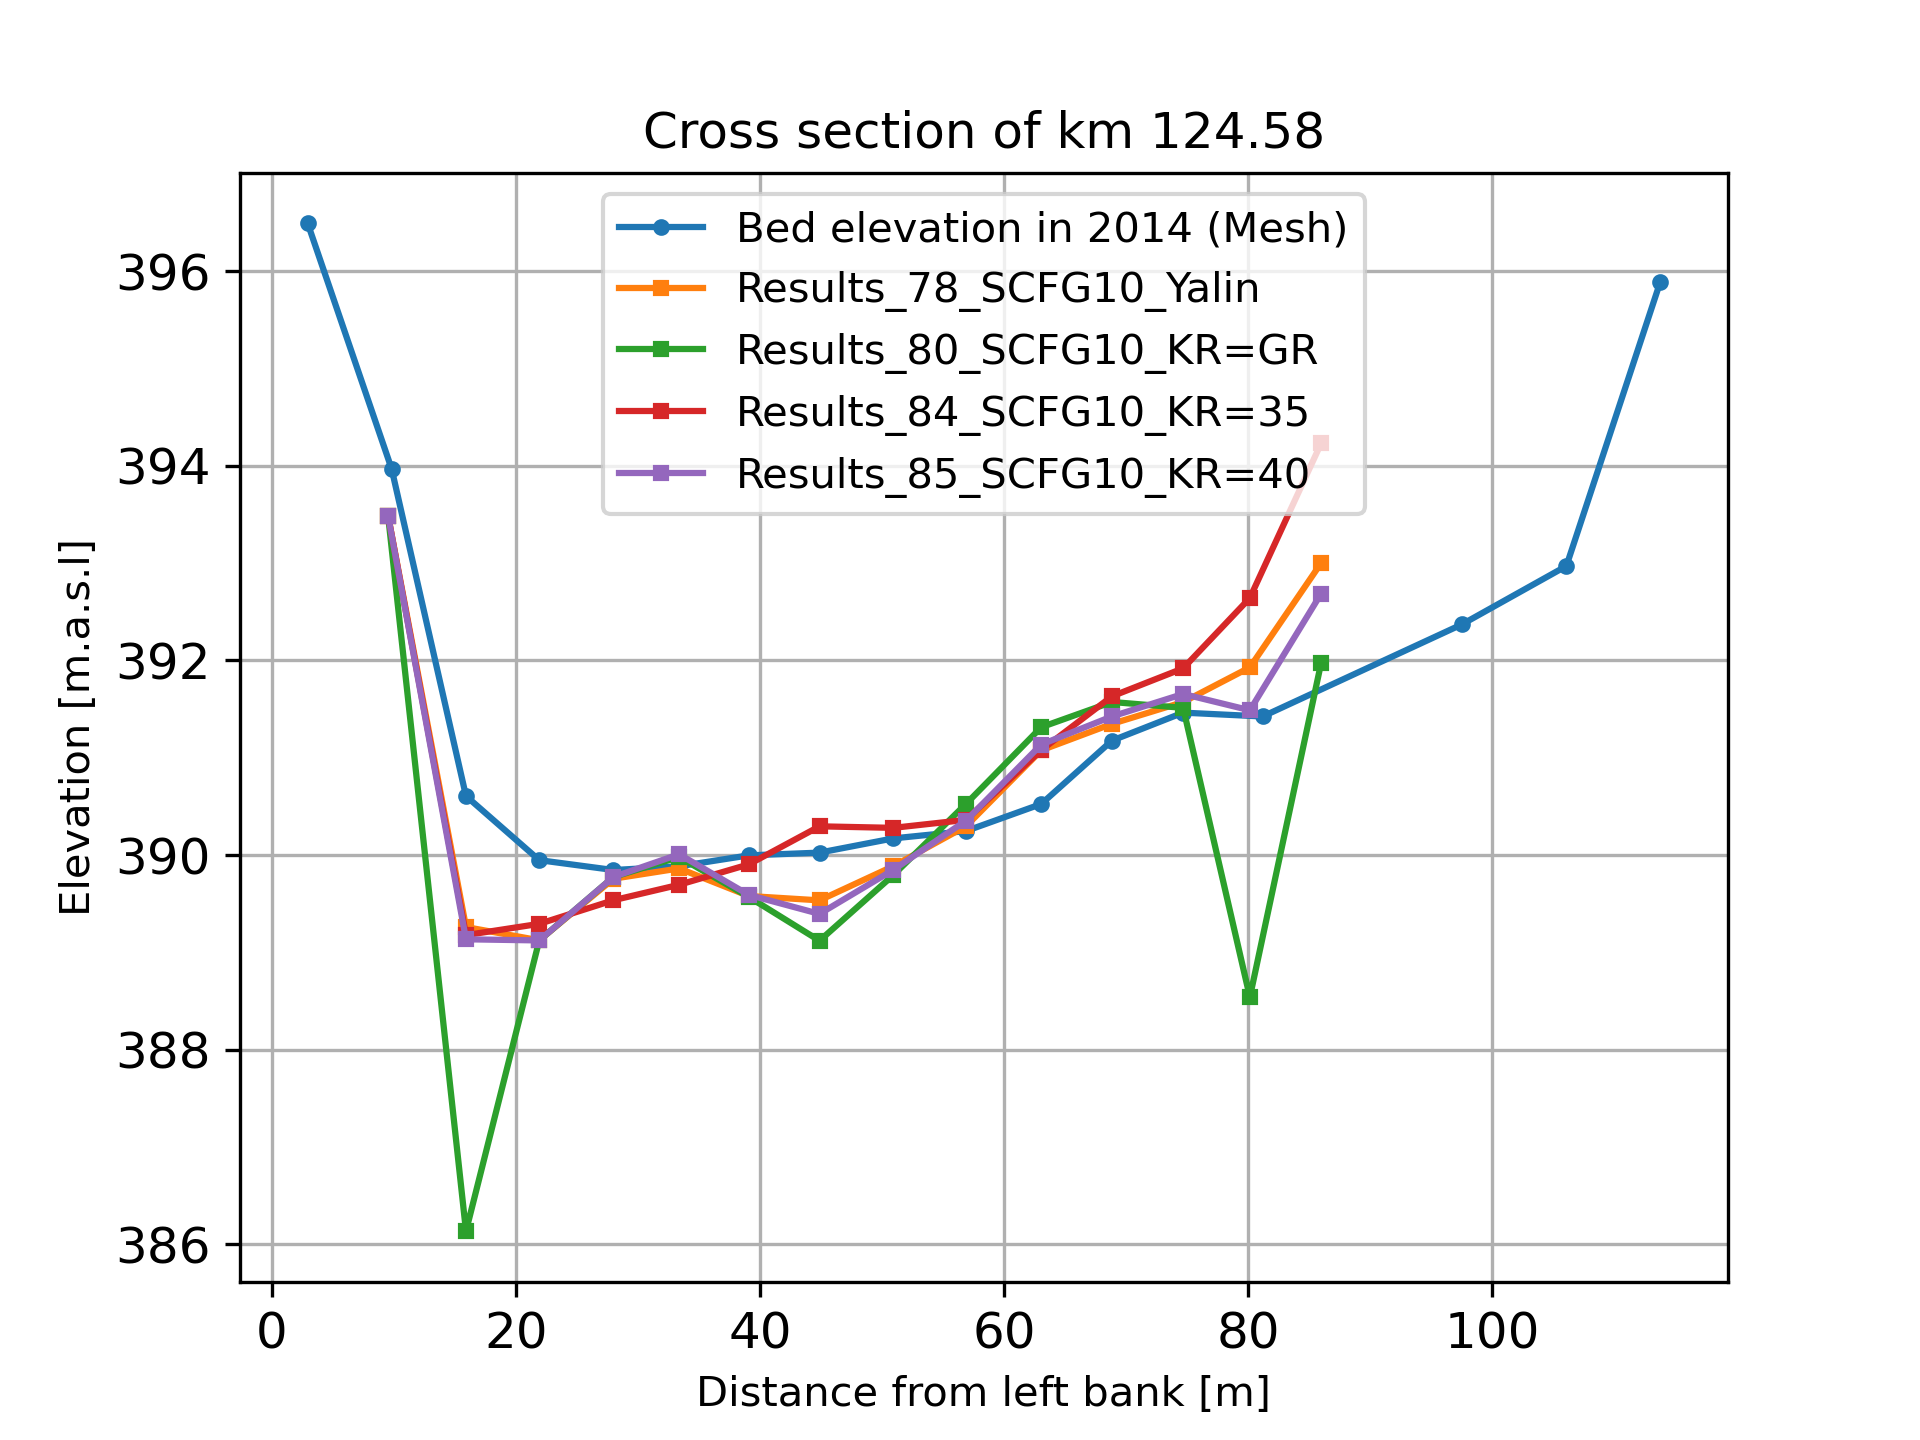 Cross section of km 124.58
Bed elevation in 2014 (Mesh)
Results_78_SCFG10_Yalin
Results_80_SCFG10_KR=GR
Results_84_SCFG10_KR=35
Results_85_SCFG10_KR=40
396
394
392
390
388
386
Elevation [m.a.s.l]
0 20 40 60 80 100
Distance from left bank [m]